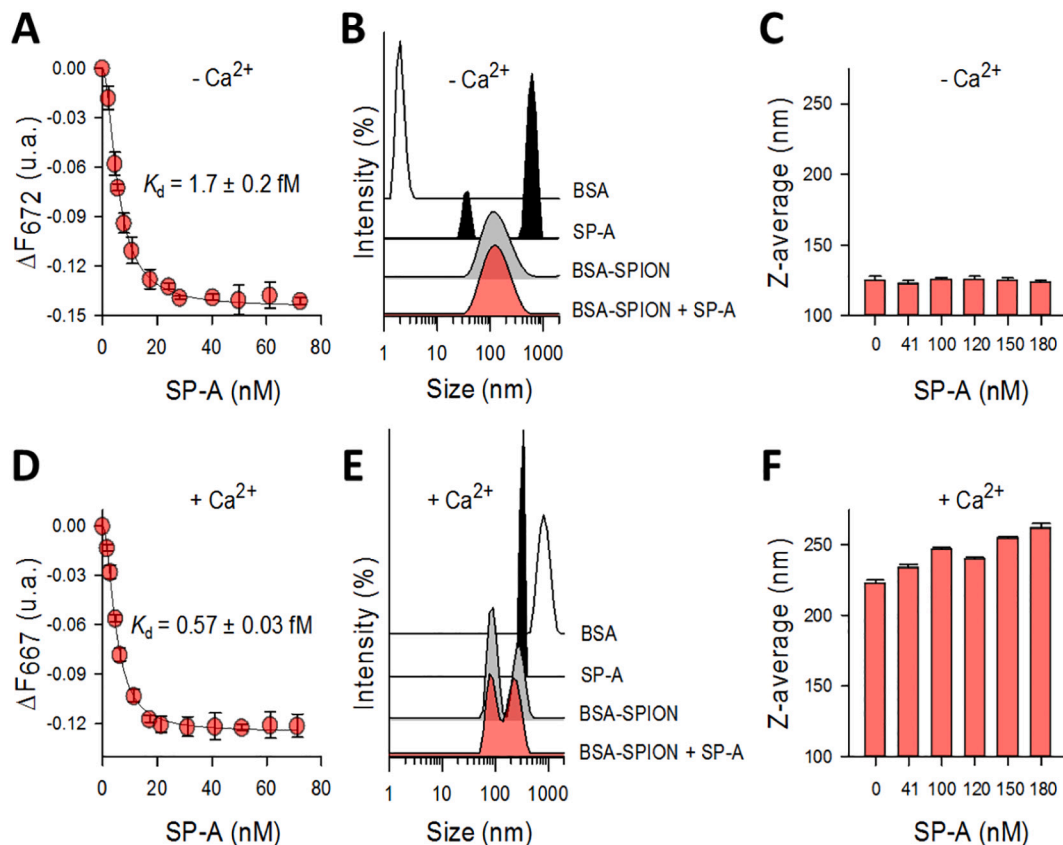 A
- Ca²⁺
0.00
-0.03
-0.06
-0.09
-0.12
-0.15
ΔF672 (u.a.)
Kd = 1.7 ± 0.2 fM
0 20 40 60 80
SP-A (nM)
B
- Ca²⁺
Intensity (%)
BSA
SP-A
BSA-SPION
BSA-SPION + SP-A
1 10 100 1000
Size (nm)
C
- Ca²⁺
Z-average (nm)
250
200
150
100
0 41 100 120 150 180
SP-A (nM)
D
+ Ca²⁺
0.00
-0.03
-0.06
-0.09
-0.12
ΔF667 (u.a.)
Kd = 0.57 ± 0.03 fM
0 20 40 60 80
SP-A (nM)
E
+ Ca²⁺
Intensity (%)
BSA
SP-A
BSA-SPION
BSA-SPION + SP-A
1 10 100 1000
Size (nm)
F
+ Ca²⁺
Z-average (nm)
250
200
150
100
0 41 100 120 150 180
SP-A (nM)